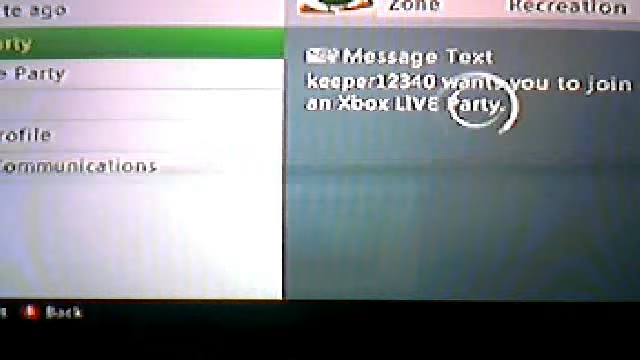 te ago
arty
e Party
rofile
Communications
Back
Zone Recreation
Message Text
keeper12340 wants you to join
an Xbox LIVE Party.